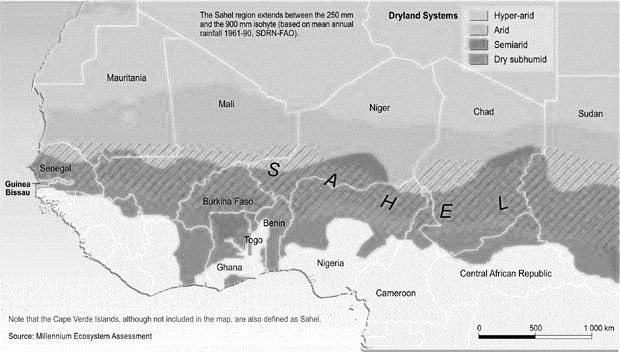 The Sahel region extends between the 250 mm
and the 900 mm isohyte (based on mean annual
rainfall 1961-90, SDRN-FAO).
Dryland Systems
Hyper-arid
Arid
Semiarid
Dry subhumid
Mauritania
Mali
Niger
Chad
Sudan
Senegal
Guinea
Bissau
SAHEL
Burkina Faso
Benin
Togo
Ghana
Nigeria
Cameroon
Central African Republic
Note that the Cape Verde Islands, although not included in the map, are also defined as Sahel.
Source: Millennium Ecosystem Assessment
0 500 1 000 km